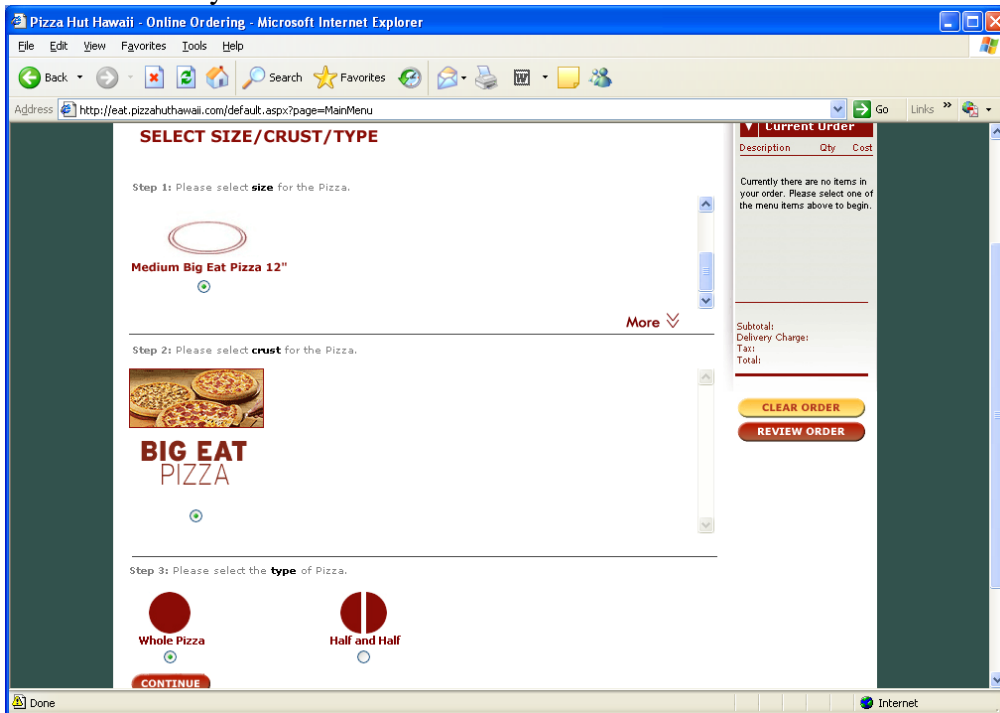 Pizza Hut Hawaii - Online Ordering - Microsoft Internet Explorer
File Edit View Favorites Tools Help
Back Search Favorites
Address http://eat.pizzahuthawaii.com/default.aspx?page=MainMenu Go Links
SELECT SIZE/CRUST/TYPE
Step 1: Please select size for the Pizza.
Medium Big Eat Pizza 12"
More
Step 2: Please select crust for the Pizza.
BIG EAT
PIZZA
Step 3: Please select the type of Pizza.
Whole Pizza Half and Half
CONTINUE
Current Order
Description Qty Cost
Currently there are no items in
your order. Please select one of
the menu items above to begin.
Subtotal:
Delivery Charge:
Tax:
Total:
CLEAR ORDER
REVIEW ORDER
Done Internet